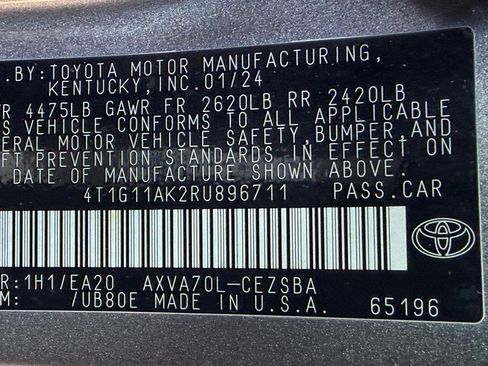 .BY:TOYOTA MOTOR MANUFACTURING,
KENTUCKY, INC. 01/24
R 4475LB GAWR FR 2620LB RR 2420LB
S VEHICLE CONFORMS TO ALL APPLICABLE
ERAL MOTOR VEHICLE SAFETY, BUMPER, AND
FT PREVENTION STANDARDS IN EFFECT ON
DATE OF MANUFACTURE SHOWN ABOVE.
4T1G11AK2RU896711 PASS.CAR
R:1H1/EA20 AXVA70L-CEZSBA
M: /UB80E MADE IN U.S.A. 65196